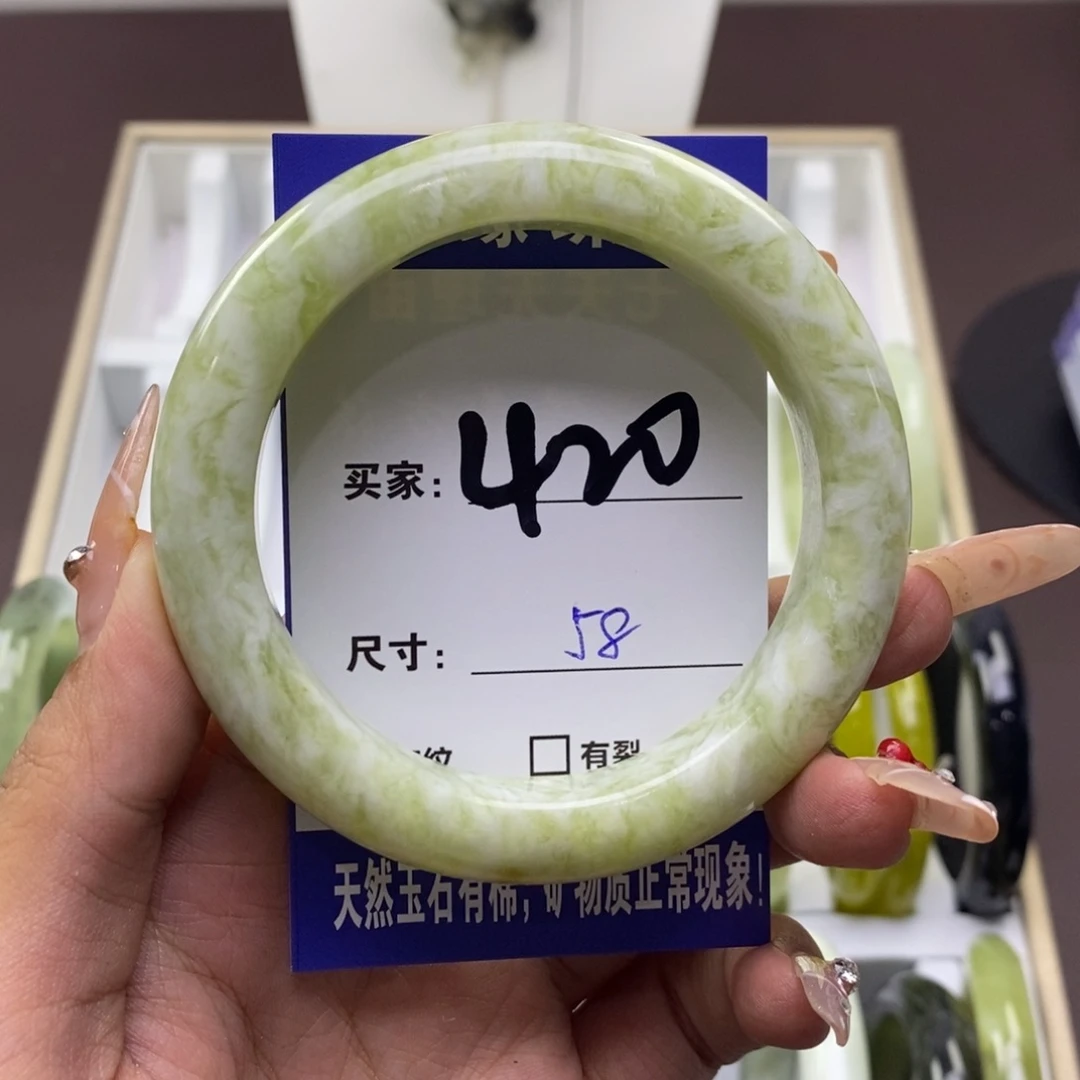 买家：420
尺寸：58
纹 □有裂
天然玉石有棉，矿物质正常现象！